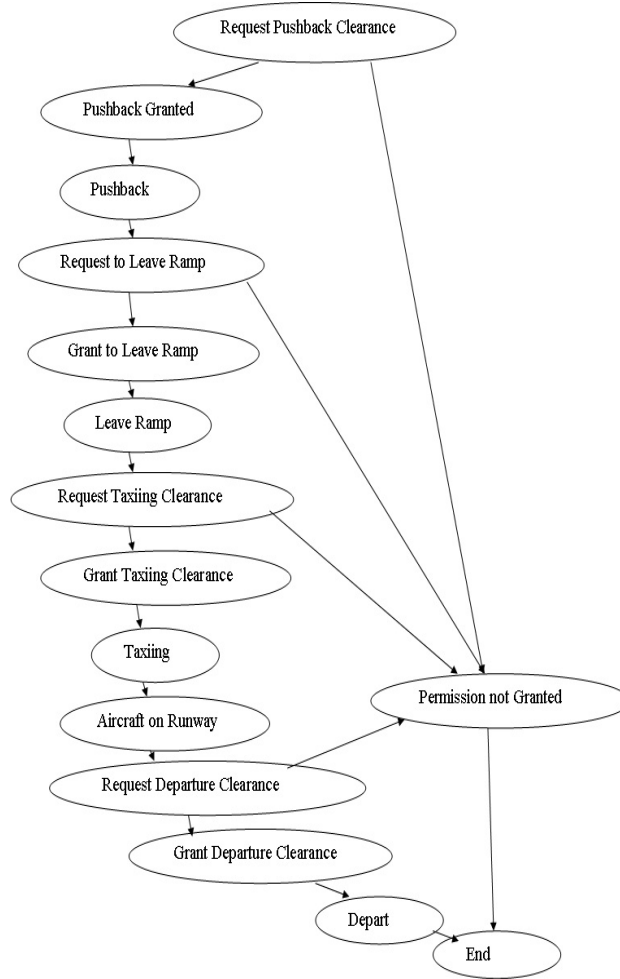 Request Pushback Clearance
Pushback Granted
Pushback
Request to Leave Ramp
Grant to Leave Ramp
Leave Ramp
Request Taxiing Clearance
Grant Taxiing Clearance
Taxiing
Permission not Granted
Aircraft on Runway
Request Departure Clearance
Grant Departure Clearance
Depart
End